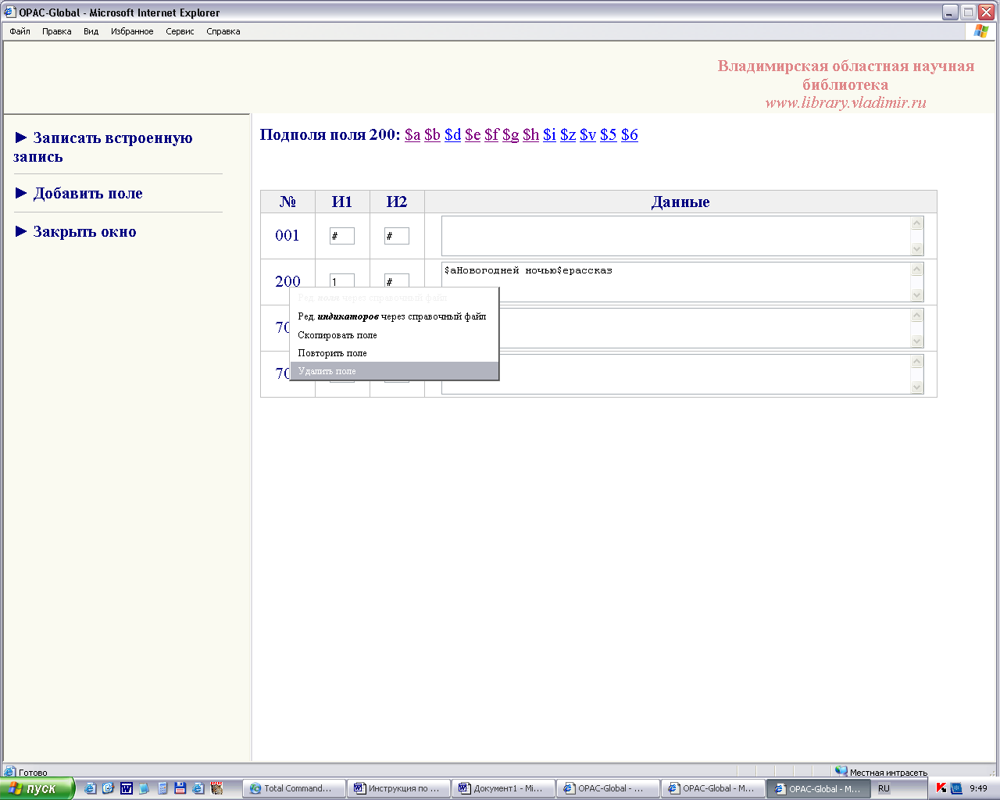 OPAC-Global - Microsoft Internet Explorer
Файл Правка Вид Избранное Сервис Справка
Владимирская областная научная
библиотека
www.library.vladimir.ru
► Записать встроенную
запись
► Добавить поле
► Закрыть окно
Подполя поля 200: $a $b $d $e $f $g $h $i $z $v $5 $6
№ И1 И2 Данные
001 # #
200 1 # $aНовогодней ночью$eрассказ
Ред. поля через справочный файл
Ред. индикаторов через справочный файл
Скопировать поле
Повторить поле
Удалить поле
70
70
Готово
Местная интрасеть
пуск
Total Command...
Инструкция по ...
Документ1 - Mi...
OPAC-Global - ...
OPAC-Global - M...
OPAC-Global - M...
RU
9:49